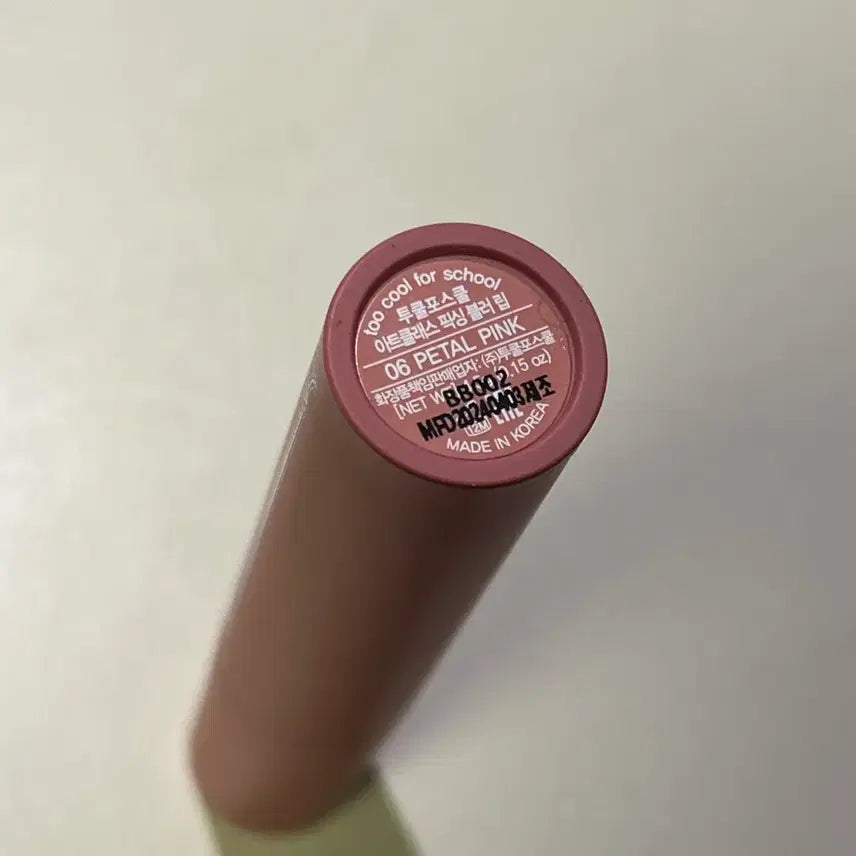 too cool for school
투쿨포스쿨
아트클래스 픽싱 블러 립
06 PETAL PINK
화장품책임판매업자: (주)투쿨포스쿨
[NET .15 oz)
BB002
MFD20240403제조
12M
MADE IN KOREA